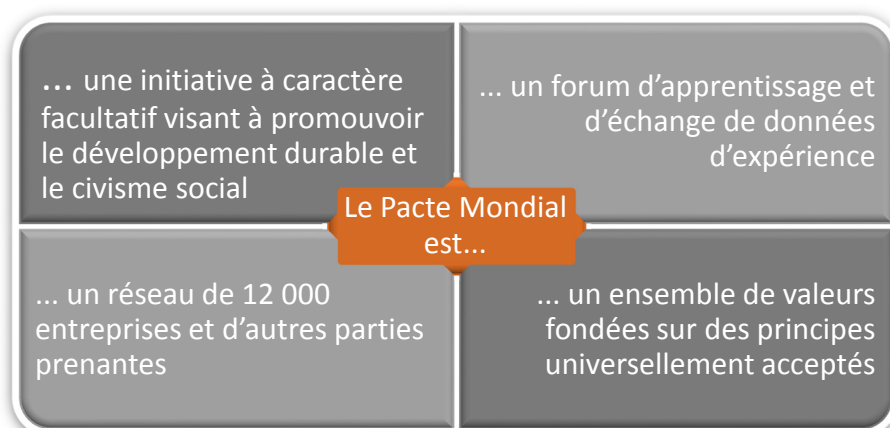 ... une initiative à caractère
facultatif visant à promouvoir
le développement durable et
le civisme social
... un forum d’apprentissage et
d’échange de données
d’expérience
Le Pacte Mondial
est...
... un réseau de 12 000
entreprises et d’autres parties
prenantes
... un ensemble de valeurs
fondées sur des principes
universellement acceptés